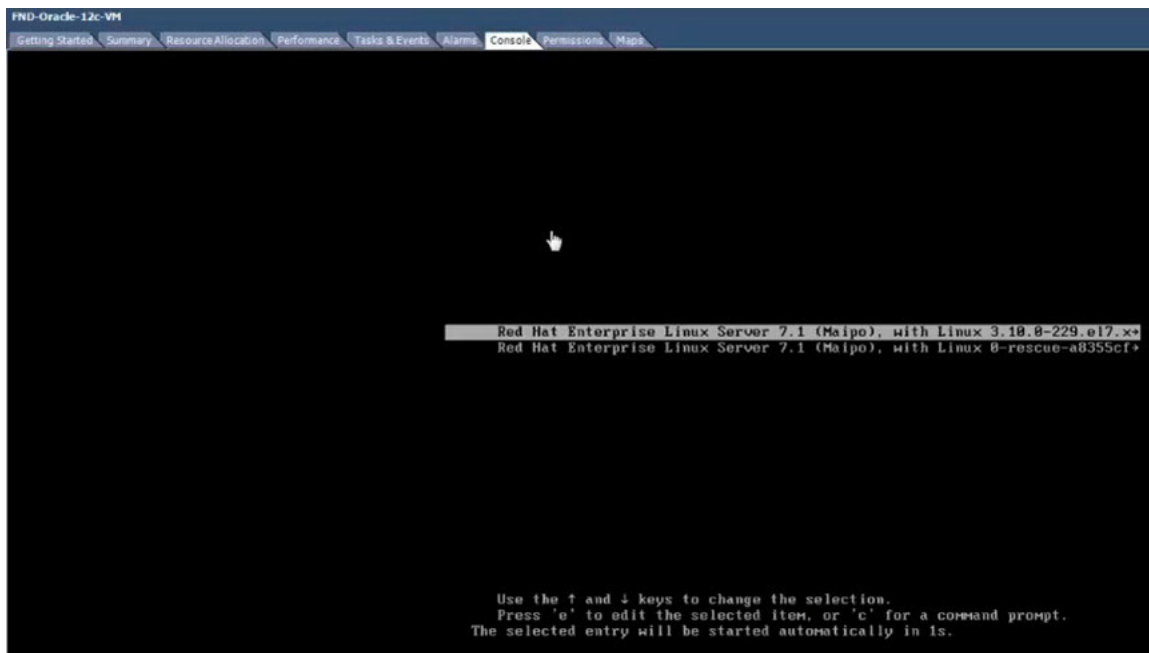 FND-Oracle-12c-VM
Getting Started Summary Resource Allocation Performance Tasks & Events Alarms Console Permissions Maps
Red Hat Enterprise Linux Server 7.1 (Maipo), with Linux 3.10.0-229.el7.x→
Red Hat Enterprise Linux Server 7.1 (Maipo), with Linux 0-rescue-a8355cf→
Use the ↑ and ↓ keys to change the selection.
Press 'e' to edit the selected item, or 'c' for a command prompt.
The selected entry will be started automatically in 1s.